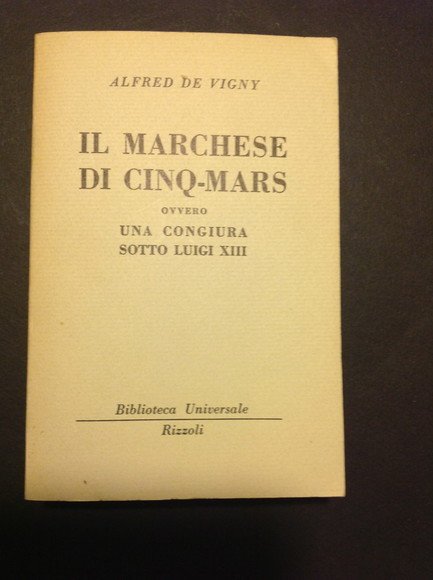 ALFRED DE VIGNY
IL MARCHESE
DI CINQ-MARS
OVVERO
UNA CONGIURA
SOTTO LUIGI XIII
Biblioteca Universale
Rizzoli